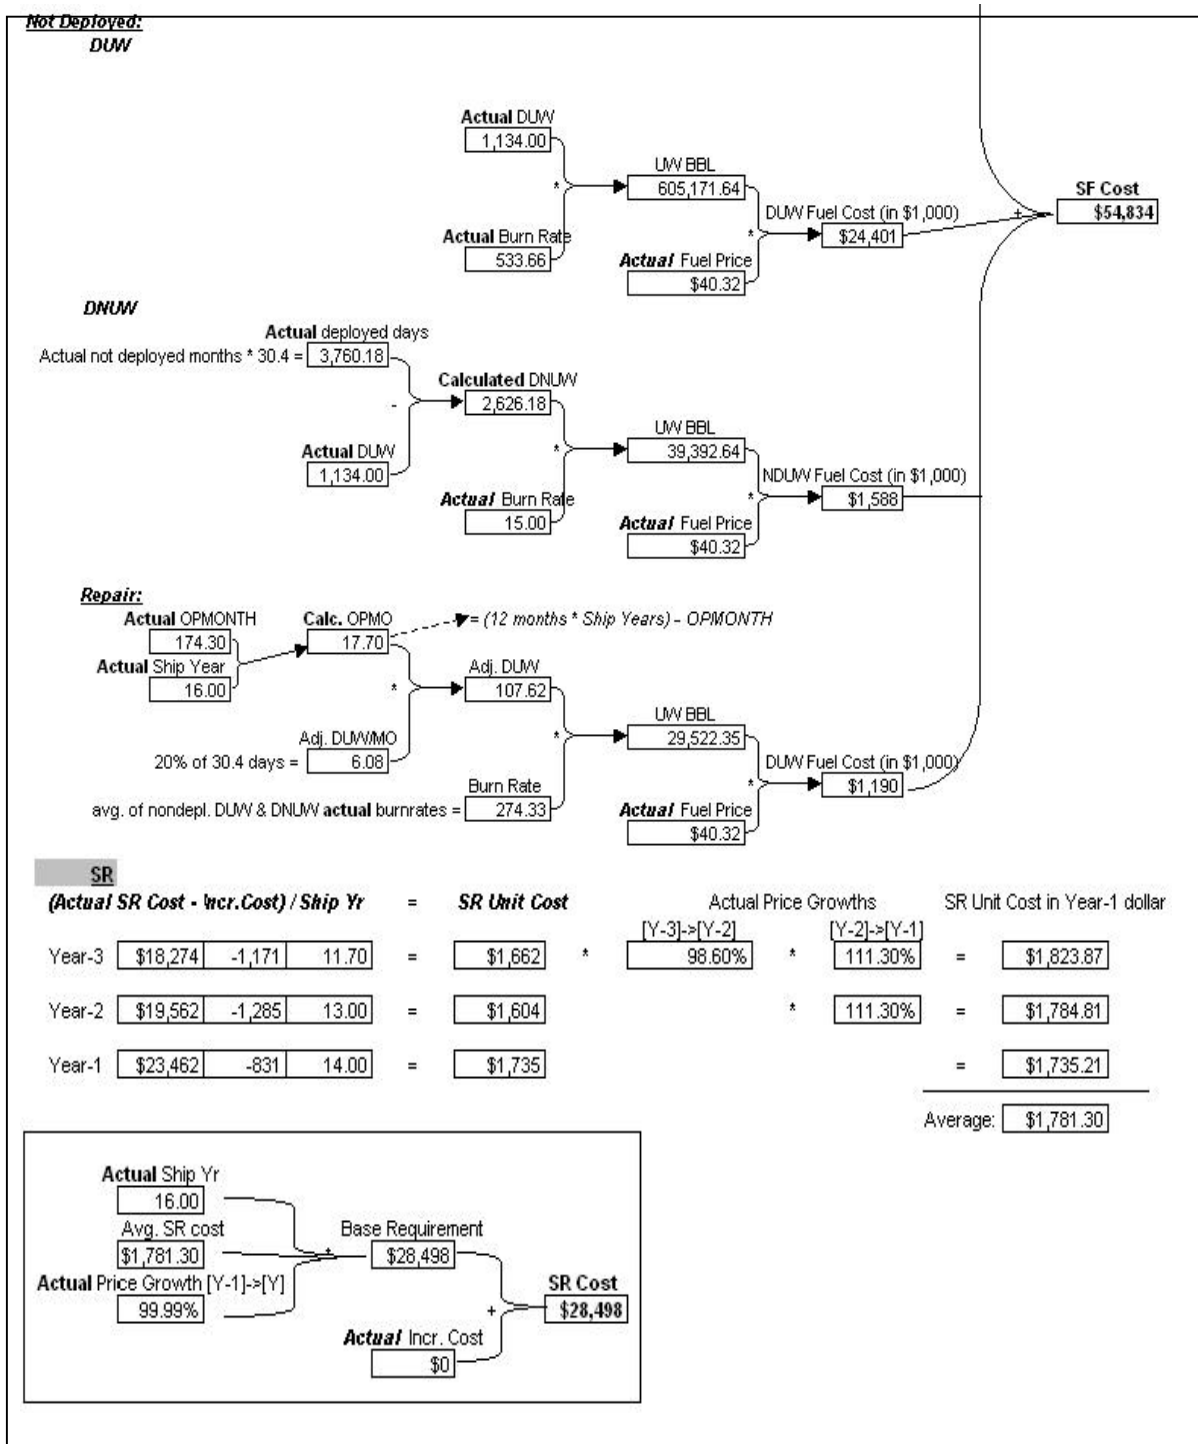 Not Deployed:
DUW
Actual DUW
1,134.00
UW BBL
* 605,171.64
SF Cost
DUW Fuel Cost (in $1,000) + $54,834
Actual Burn Rate * $24,401
533.66 Actual Fuel Price
$40.32
DNUW
Actual deployed days
Actual not deployed months * 30.4 = 3,760.18
Calculated DNUW
- 2,626.18
UW BBL
Actual DUW * 39,392.64
1,134.00 NDUW Fuel Cost (in $1,000)
Actual Burn Rate * $1,588
15.00 Actual Fuel Price
$40.32
Repair:
Actual OPMONTH Calc. OPMO = (12 months * Ship Years) - OPMONTH
174.30 17.70
Actual Ship Year Adj. DUW
16.00 * 107.62
UW BBL
Adj. DUW/MO * 29,522.35
20% of 30.4 days = 6.08 DUW Fuel Cost (in $1,000)
Burn Rate * $1,190
avg. of nondepl. DUW & DNUW actual burnrates = 274.33 Actual Fuel Price
$40.32
SR
(Actual SR Cost - Incr.Cost) / Ship Yr = SR Unit Cost Actual Price Growths SR Unit Cost in Year-1 dollar
[Y-3]->[Y-2] [Y-2]->[Y-1]
Year-3 $18,274 -1,171 11.70 = $1,662 * 98.60% * 111.30% = $1,823.87
Year-2 $19,562 -1,285 13.00 = $1,604 * 111.30% = $1,784.81
Year-1 $23,462 -831 14.00 = $1,735 = $1,735.21
Average: $1,781.30
Actual Ship Yr
16.00
Avg. SR cost Base Requirement
$1,781.30 * $28,498
Actual Price Growth [Y-1]->[Y] SR Cost
99.99% + $28,498
Actual Incr. Cost
$0